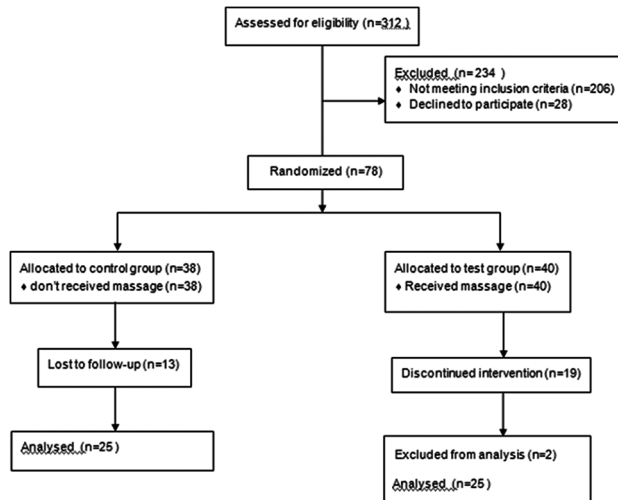 Assessed for eligibility (n=312 )
Excluded (n= 234 )
♦ Not meeting inclusion criteria (n=206)
♦ Declined to participate (n=28)
Randomized (n=78)
Allocated to control group (n=38)
♦ don't received massage (n=38)
Allocated to test group (n=40)
♦ Received massage (n=40)
Lost to follow-up (n=13)
Discontinued intervention (n=19)
Analysed (n=25 )
Excluded from analysis (n=2)
Analysed (n=25 )